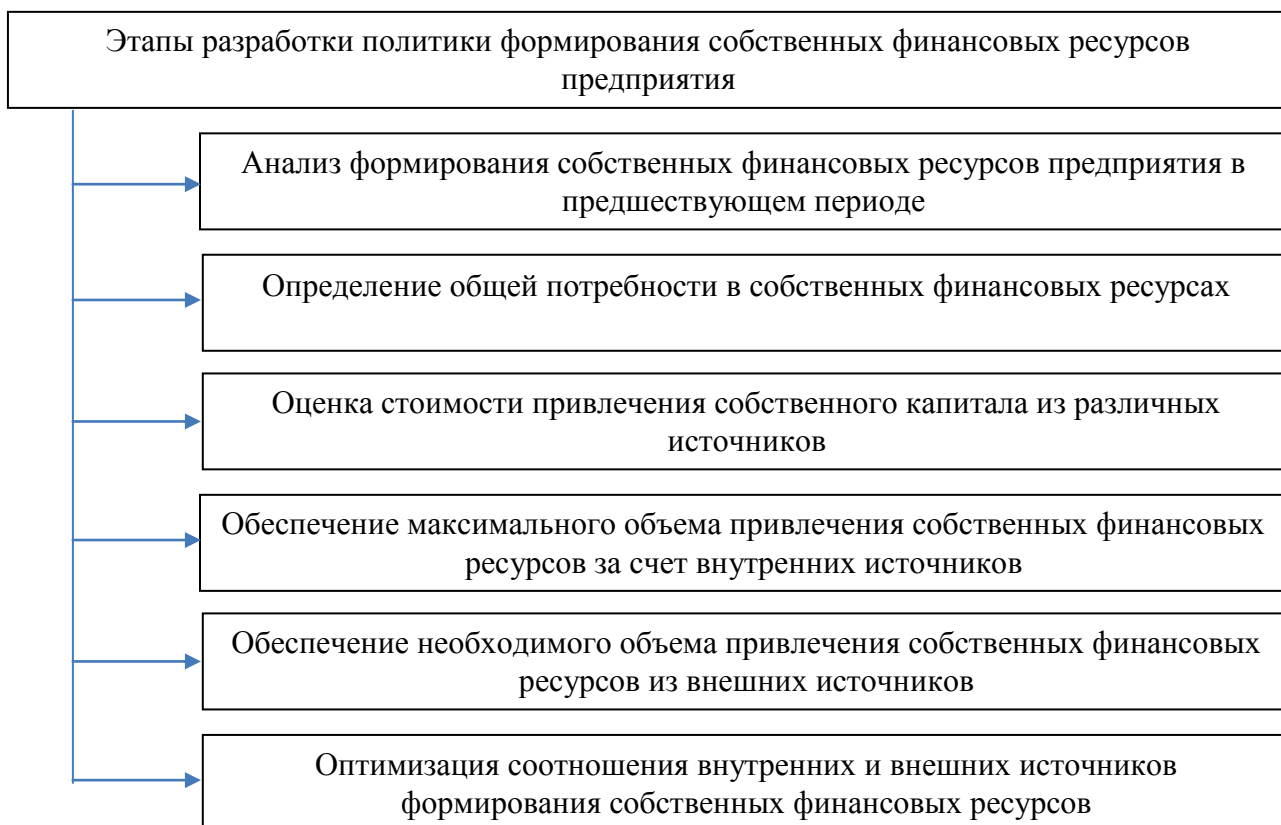 Этапы разработки политики формирования собственных финансовых ресурсов
предприятия
Анализ формирования собственных финансовых ресурсов предприятия в
предшествующем периоде
Определение общей потребности в собственных финансовых ресурсах
Оценка стоимости привлечения собственного капитала из различных
источников
Обеспечение максимального объема привлечения собственных финансовых
ресурсов за счет внутренних источников
Обеспечение необходимого объема привлечения собственных финансовых
ресурсов из внешних источников
Оптимизация соотношения внутренних и внешних источников
формирования собственных финансовых ресурсов